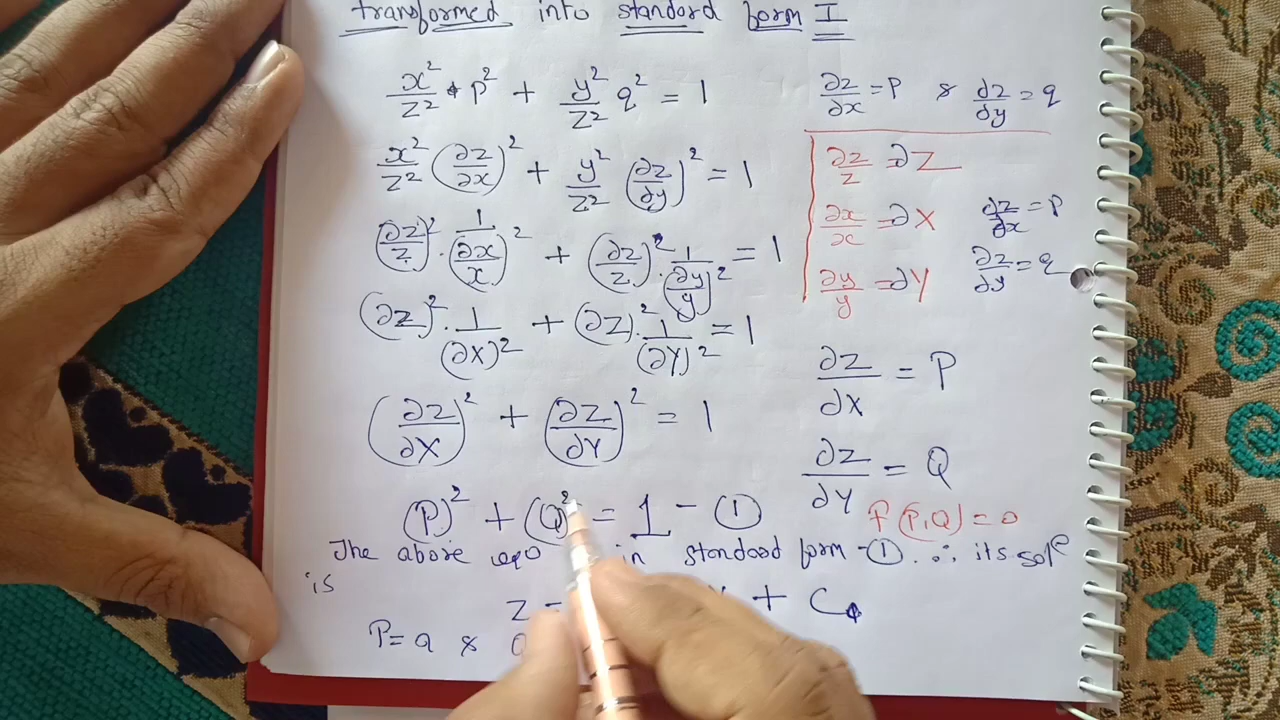 transformed into standard form I
x²/z² p² + y²/z² q² = 1
∂z/∂x = p & ∂z/∂y = q
x²/z² (∂z/∂x)² + y²/z² (∂z/∂y)² = 1
∂z/z = ∂Z
(∂z/z)² · 1/(∂x/x)² + (∂z/z)² · 1/(∂y/y)² = 1
∂x/x = ∂X
∂z/∂x = p
∂y/y = ∂Y
∂z/∂y = q
(∂Z)² · 1/(∂X)² + (∂Z)² · 1/(∂Y)² = 1
∂Z/∂X = P
(∂Z/∂X)² + (∂Z/∂Y)² = 1
∂Z/∂Y = Q
(P)² + (Q)² = 1 - ①
f(P,Q) = 0
The above eqn in standard form -①. ∴ its soln
is
z = + C
P = a &